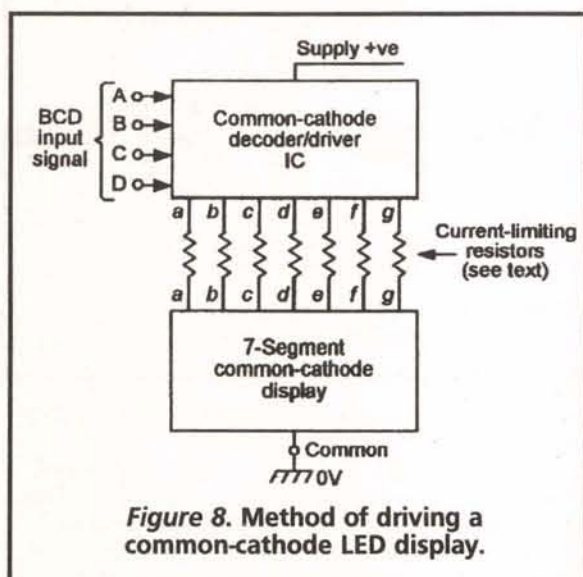 Supply +ve
BCD
input
signal
A
B
C
D
Common-cathode
decoder/driver
IC
a b c d e f g
Current-limiting
resistors
(see text)
a b c d e f g
7-Segment
common-cathode
display
Common
0V
Figure 8. Method of driving a
common-cathode LED display.